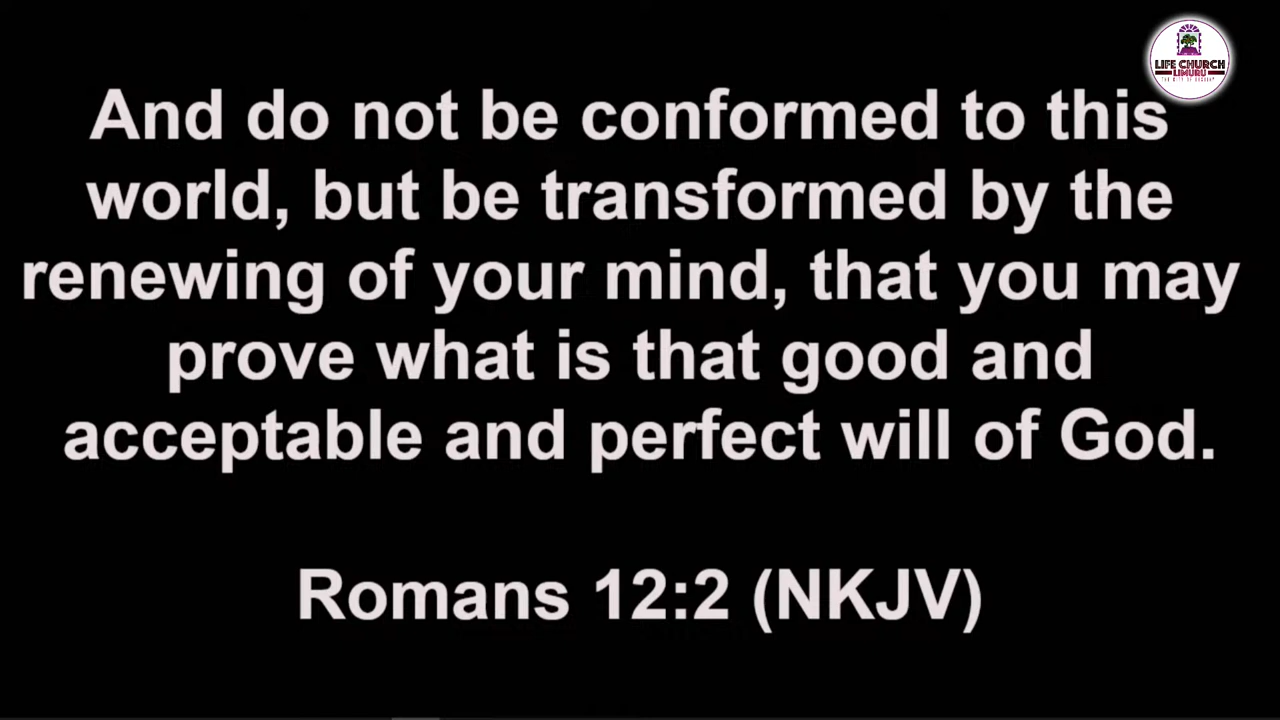 LIFE CHURCH
LIMURU
And do not be conformed to this
world, but be transformed by the
renewing of your mind, that you may
prove what is that good and
acceptable and perfect will of God.
Romans 12:2 (NKJV)